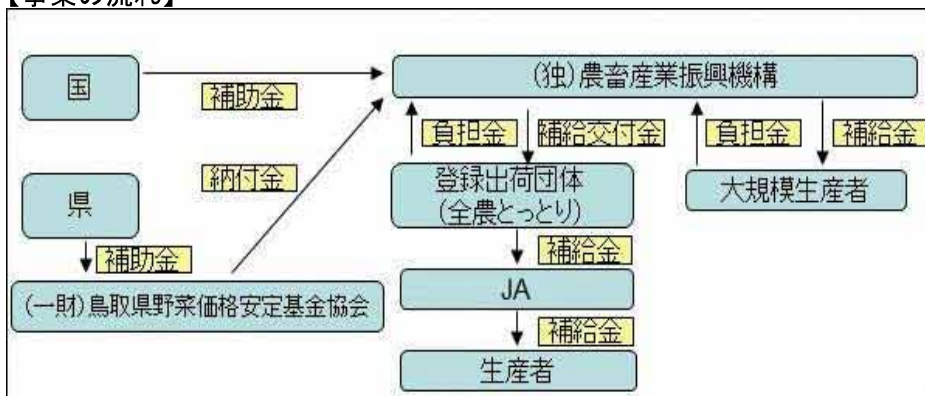 【事業の流れ】
国
補助金
(独)農畜産業振興機構
納付金
負担金
補給交付金
負担金
補給金
県
登録出荷団体
(全農とっとり)
大規模生産者
補助金
補給金
(一財)鳥取県野菜価格安定基金協会
JA
補給金
生産者